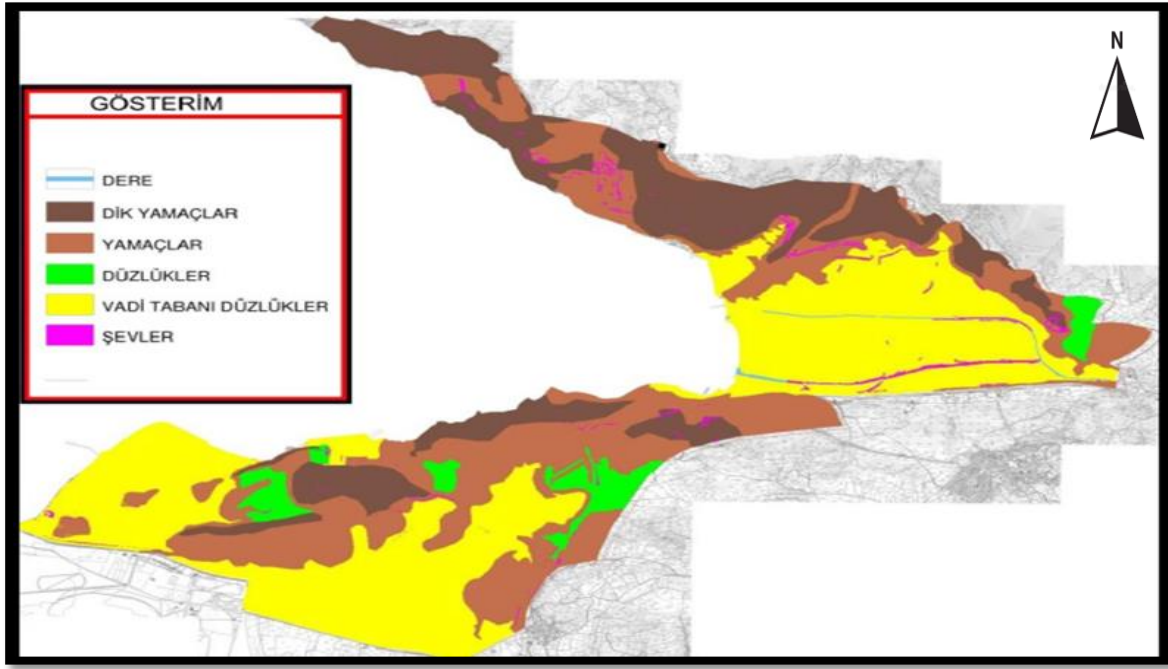 N
GÖSTERİM
DERE
DİK YAMAÇLAR
YAMAÇLAR
DÜZLÜKLER
VADİ TABANI DÜZLÜKLER
ŞEVLER